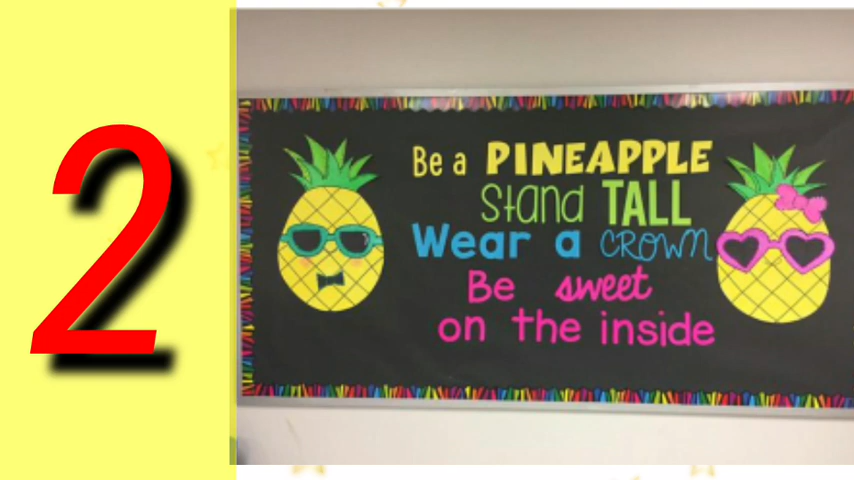 2
Be a PINEAPPLE
Stand TALL
Wear a CROWN
Be sweet
on the inside